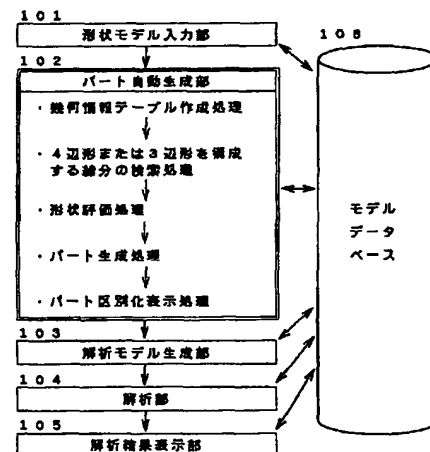 101
形状モデル入力部
102
パート自動生成部
・幾何情報テーブル作成処理
・4辺形または3辺形を構成
する線分の検索処理
・形状評価処理
・パート生成処理
・パート区別化表示処理
103
解析モデル生成部
104
解析部
105
解析結果表示部
106
モデル
データ
ベース